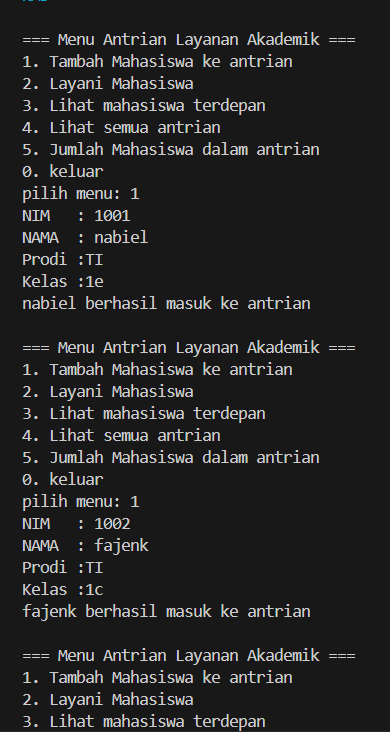 === Menu Antrian Layanan Akademik ===
1. Tambah Mahasiswa ke antrian
2. Layani Mahasiswa
3. Lihat mahasiswa terdepan
4. Lihat semua antrian
5. Jumlah Mahasiswa dalam antrian
0. keluar
pilih menu: 1
NIM   : 1001
NAMA  : nabiel
Prodi :TI
Kelas :1e
nabiel berhasil masuk ke antrian

=== Menu Antrian Layanan Akademik ===
1. Tambah Mahasiswa ke antrian
2. Layani Mahasiswa
3. Lihat mahasiswa terdepan
4. Lihat semua antrian
5. Jumlah Mahasiswa dalam antrian
0. keluar
pilih menu: 1
NIM   : 1002
NAMA  : fajenk
Prodi :TI
Kelas :1c
fajenk berhasil masuk ke antrian

=== Menu Antrian Layanan Akademik ===
1. Tambah Mahasiswa ke antrian
2. Layani Mahasiswa
3. Lihat mahasiswa terdepan